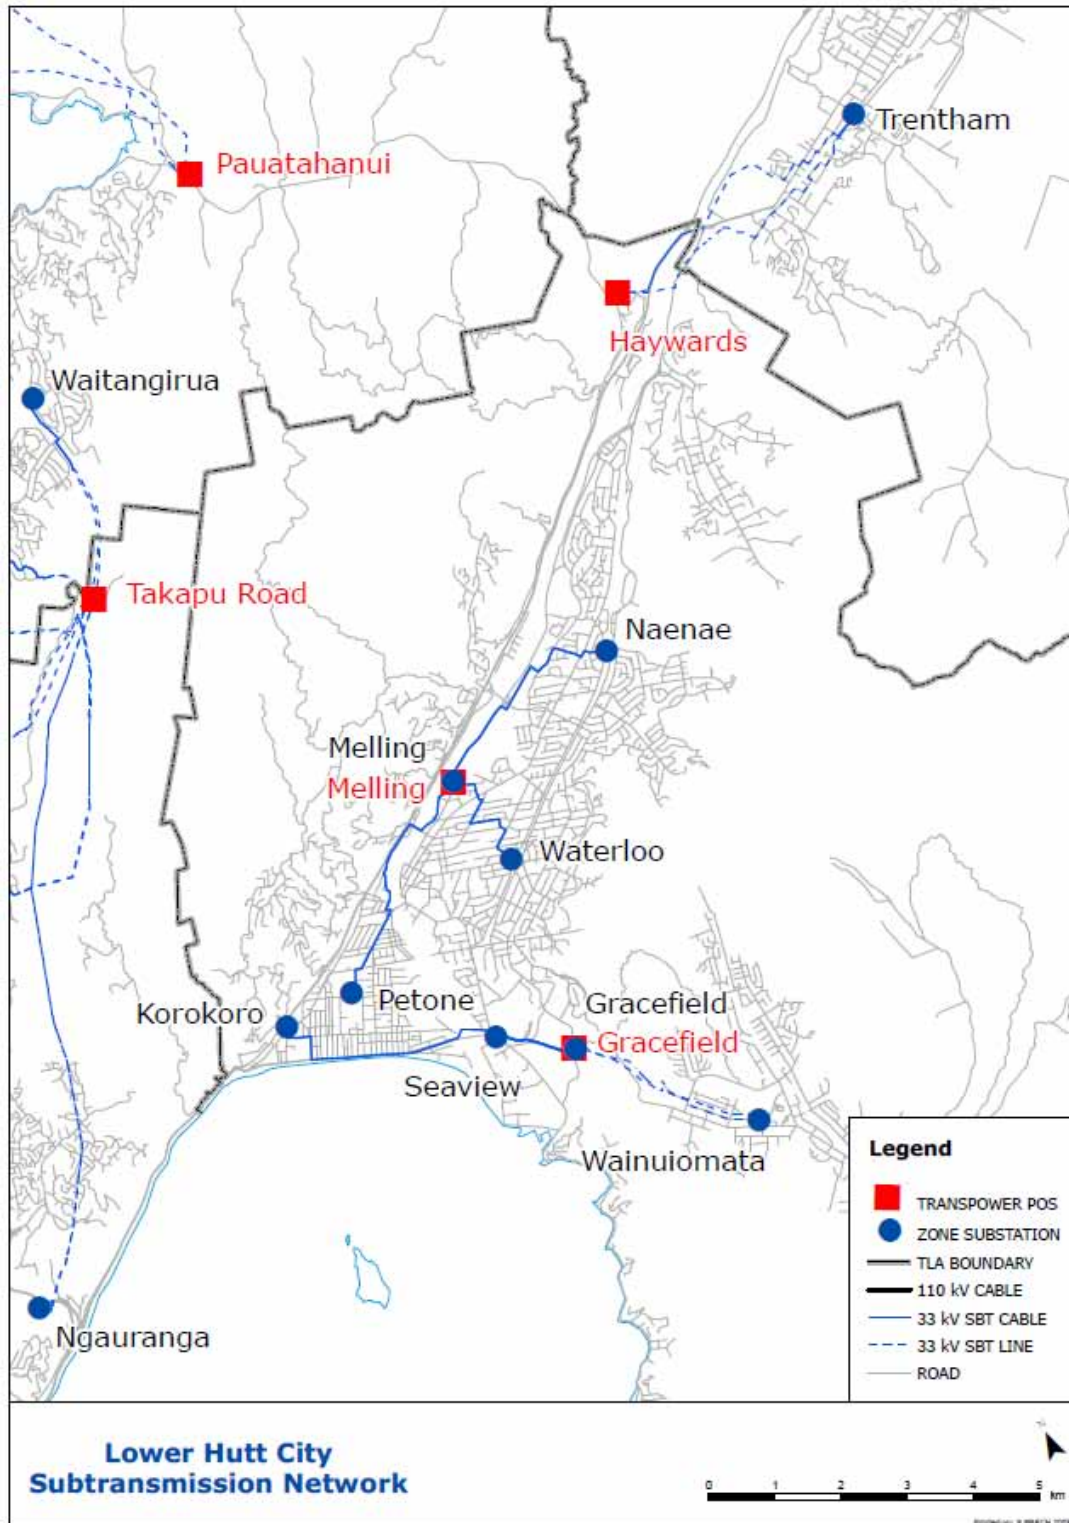 Trentham
Pauatahanui
Haywards
Waitangirua
Takapu Road
Naenae
Melling
Melling
Waterloo
Korokoro
Petone
Gracefield
Gracefield
Seaview
Wainuiomata
Ngauranga
Legend
TRANSPOWER POS
ZONE SUBSTATION
TLA BOUNDARY
110 kV CABLE
33 kV SBT CABLE
33 kV SBT LINE
ROAD
Lower Hutt City
Subtransmission Network
0 1 2 3 4 5
km